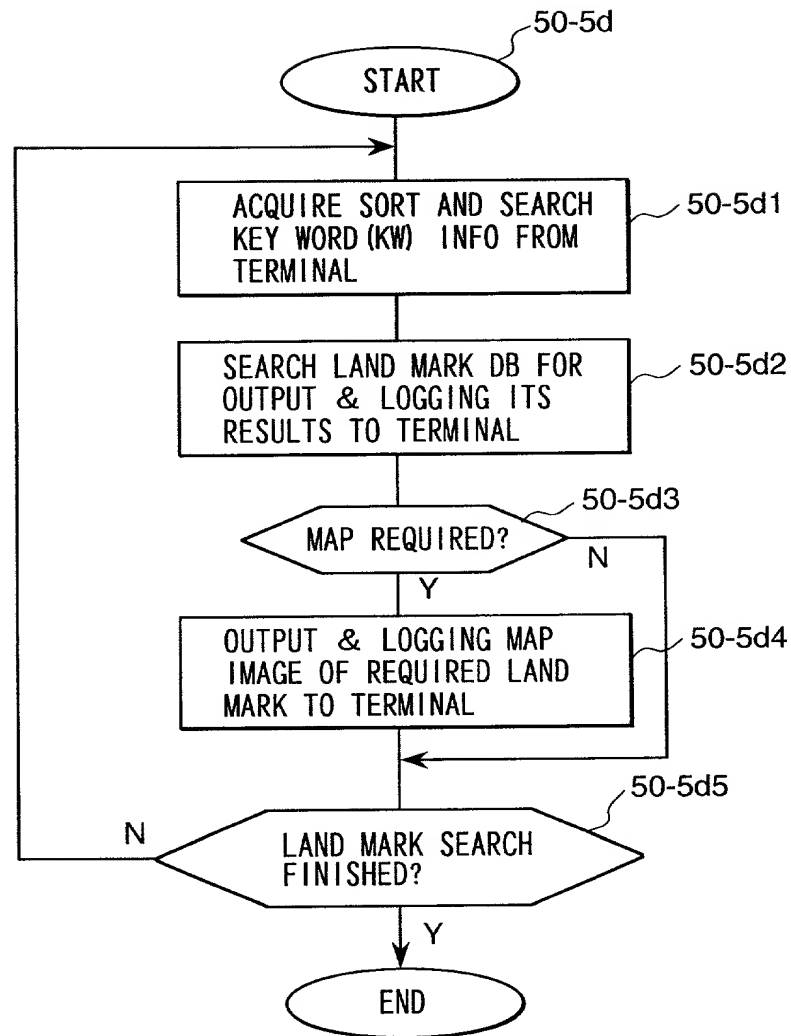 50-5d
START
ACQUIRE SORT AND SEARCH
KEY WORD(KW) INFO FROM
TERMINAL
50-5d1
SEARCH LAND MARK DB FOR
OUTPUT & LOGGING ITS
RESULTS TO TERMINAL
50-5d2
50-5d3
MAP REQUIRED?
N
Y
OUTPUT & LOGGING MAP
IMAGE OF REQUIRED LAND
MARK TO TERMINAL
50-5d4
50-5d5
N
LAND MARK SEARCH
FINISHED?
Y
END